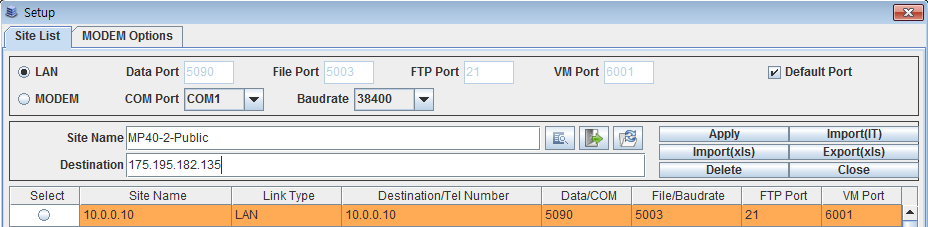 Setup
Site List MODEM Options
LAN Data Port 5090 File Port 5003 FTP Port 21 VM Port 6001 Default Port
MODEM COM Port COM1 Baudrate 38400
Site Name MP40-2-Public Apply Import(IT)
Import(xls) Export(xls)
Destination 175.195.182.135 Delete Close
Select Site Name Link Type Destination/Tel Number Data/COM File/Baudrate FTP Port VM Port
10.0.0.10 LAN 10.0.0.10 5090 5003 21 6001